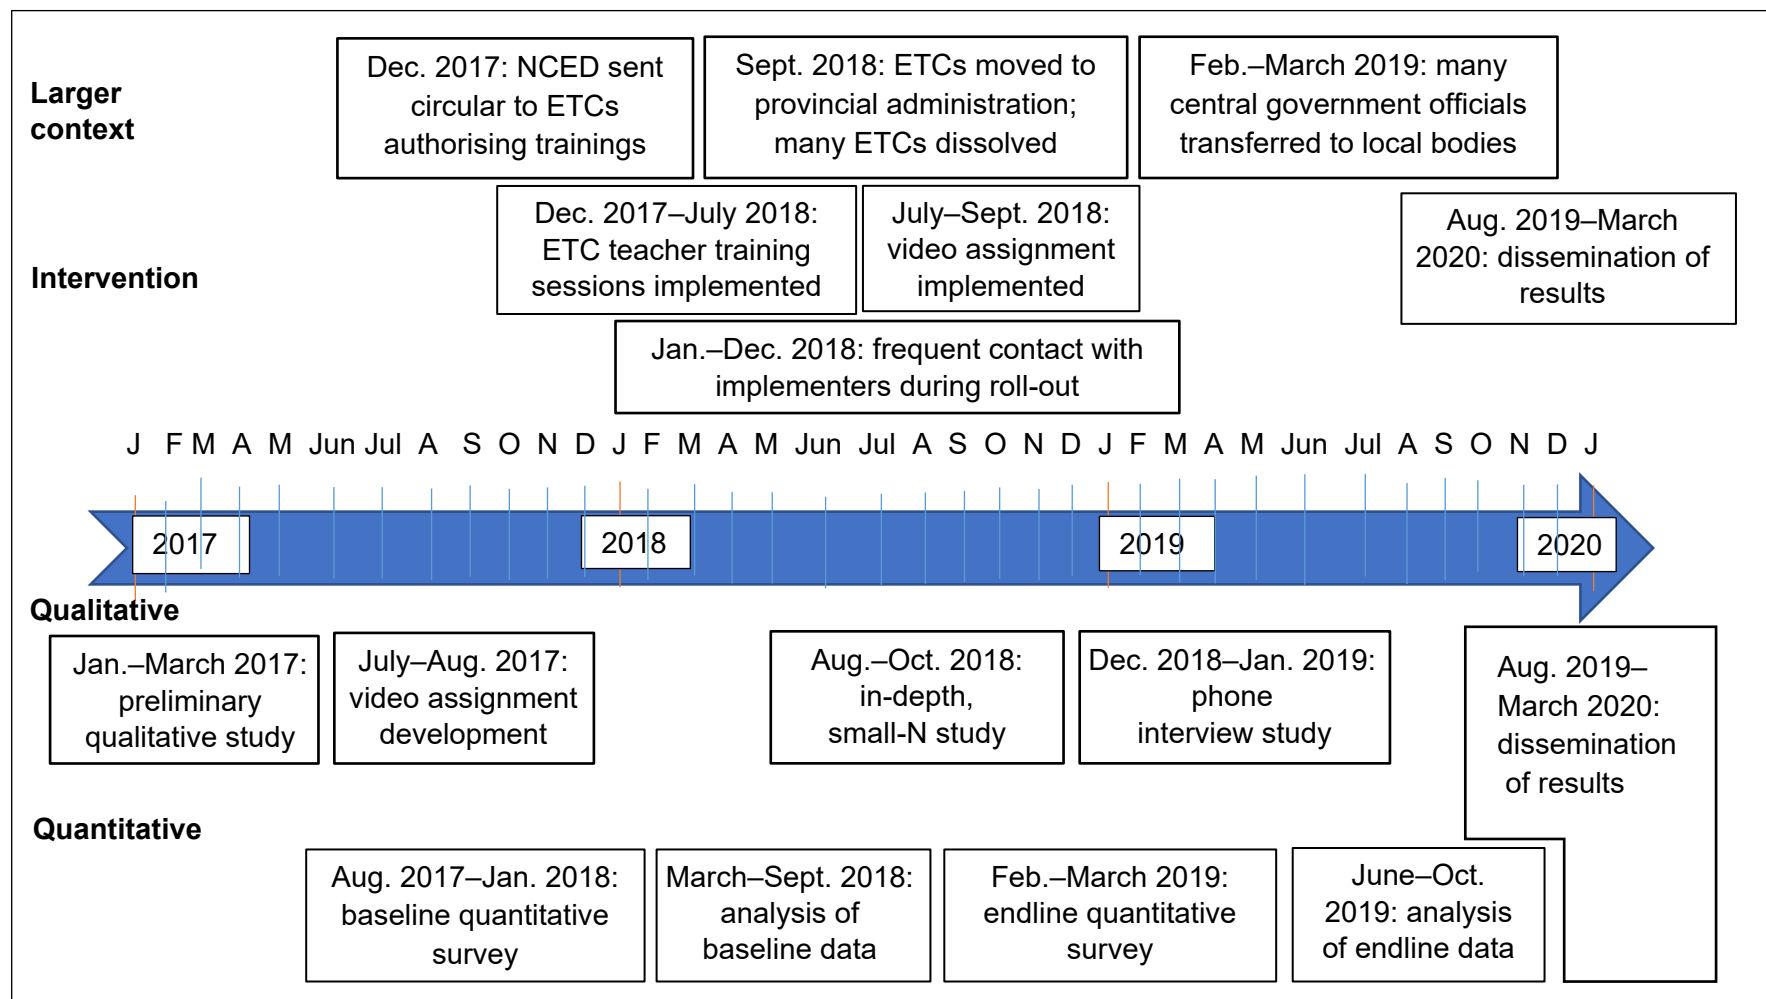 Larger
context
Dec. 2017: NCED sent
circular to ETCs
authorising trainings
Sept. 2018: ETCs moved to
provincial administration;
many ETCs dissolved
Feb.–March 2019: many
central government officials
transferred to local bodies
Intervention
Dec. 2017–July 2018:
ETC teacher training
sessions implemented
July–Sept. 2018:
video assignment
implemented
Aug. 2019–March
2020: dissemination of
results
Jan.–Dec. 2018: frequent contact with
implementers during roll-out
J F M A M Jun Jul A S O N D J F M A M Jun Jul A S O N D J F M A M Jun Jul A S O N D J
2017 2018 2019 2020
Qualitative
Jan.–March 2017:
preliminary
qualitative study
July–Aug. 2017:
video assignment
development
Aug.–Oct. 2018:
in-depth,
small-N study
Dec. 2018–Jan. 2019:
phone
interview study
Aug. 2019–
March 2020:
dissemination
of results
Quantitative
Aug. 2017–Jan. 2018:
baseline quantitative
survey
March–Sept. 2018:
analysis of
baseline data
Feb.–March 2019:
endline quantitative
survey
June–Oct.
2019: analysis
of endline data